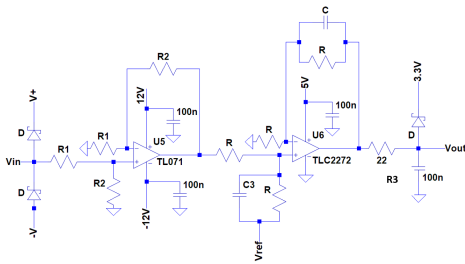 C
R2
R
V+
12V
5V
3.3V
D
R1
U5
100n
R
U6
100n
D
Vin
R1
TL071
R
TLC2272
22
Vout
D
R2
100n
C3
R
R3
100n
-V
-12V
Vref